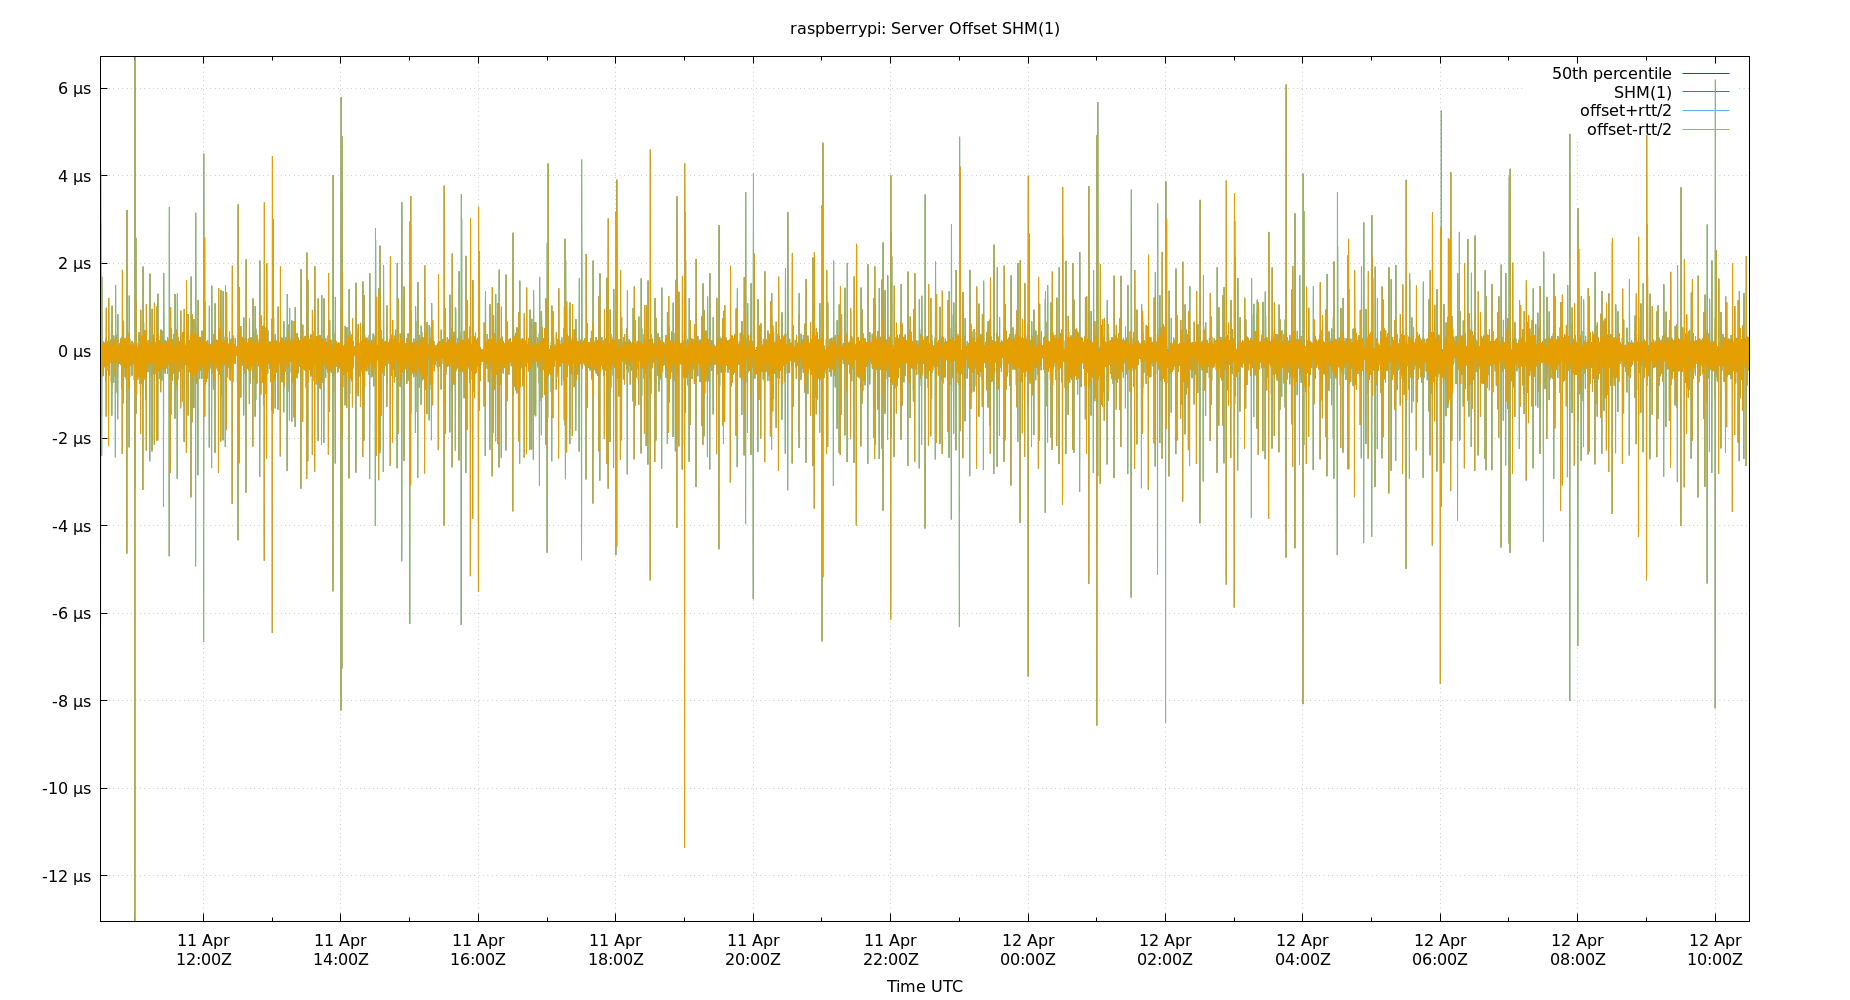 raspberrypi: Server Offset SHM(1)
50th percentile
SHM(1)
offset+rtt/2
offset-rtt/2
6 µs
4 µs
2 µs
0 µs
-2 µs
-4 µs
-6 µs
-8 µs
-10 µs
-12 µs
11 Apr 11 Apr 11 Apr 11 Apr 11 Apr 11 Apr 12 Apr 12 Apr 12 Apr 12 Apr 12 Apr 12 Apr
12:00Z 14:00Z 16:00Z 18:00Z 20:00Z 22:00Z 00:00Z 02:00Z 04:00Z 06:00Z 08:00Z 10:00Z
Time UTC